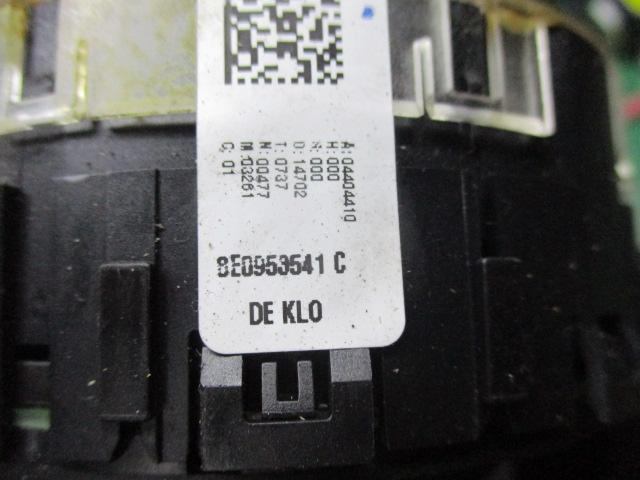 A: 04404410
H: 000
S: 000
D: 14702
T: 0737
N: 00477
M: 03261
C: 01
8E0953541 C
DE KLO